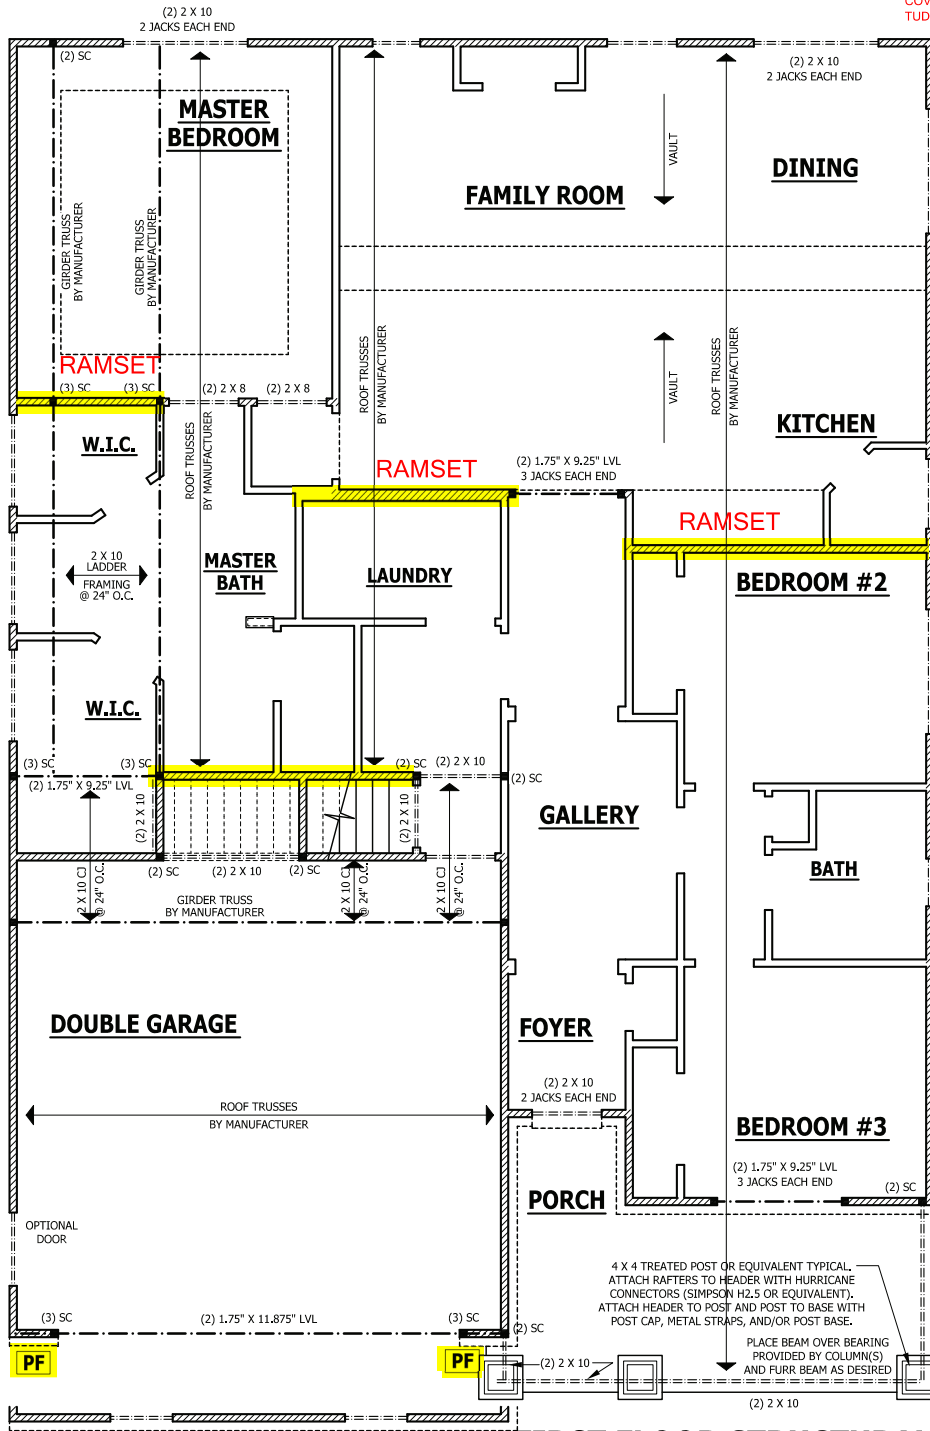 (2) 2 X 10
2 JACKS EACH END
COV
TUD
(2) SC
(2) 2 X 10
2 JACKS EACH END
MASTER
BEDROOM
VAULT
DINING
FAMILY ROOM
GIRDER TRUSS
BY MANUFACTURER
GIRDER TRUSS
BY MANUFACTURER
ROOF TRUSSES
BY MANUFACTURER
ROOF TRUSSES
BY MANUFACTURER
VAULT
RAMSET
(3) SC
(3) SC
(2) 2 X 8
(2) 2 X 8
KITCHEN
W.I.C.
ROOF TRUSSES
BY MANUFACTURER
RAMSET
(2) 1.75" X 9.25" LVL
3 JACKS EACH END
RAMSET
2 X 10
LADDER
FRAMING
@ 24" O.C.
MASTER
BATH
LAUNDRY
BEDROOM #2
W.I.C.
(3) SC
(3) SC
(2) SC
(2) 2 X 10
(2) SC
(2) 1.75" X 9.25" LVL
(2) 2 X 10
(2) 2 X 10
GALLERY
BATH
(2) SC
(2) 2 X 10
(2) SC
2 X 10 CJ
@ 24" O.C.
2 X 10 CJ
@ 24" O.C.
2 X 10 CJ
@ 24" O.C.
GIRDER TRUSS
BY MANUFACTURER
DOUBLE GARAGE
FOYER
(2) 2 X 10
2 JACKS EACH END
ROOF TRUSSES
BY MANUFACTURER
BEDROOM #3
(2) 1.75" X 9.25" LVL
3 JACKS EACH END
(2) SC
PORCH
OPTIONAL
DOOR
4 X 4 TREATED POST OR EQUIVALENT TYPICAL.
ATTACH RAFTERS TO HEADER WITH HURRICANE
CONNECTORS (SIMPSON H2.5 OR EQUIVALENT).
ATTACH HEADER TO POST AND POST TO BASE WITH
POST CAP, METAL STRAPS, AND/OR POST BASE.
(3) SC
(2) 1.75" X 11.875" LVL
(3) SC
(2) SC
PLACE BEAM OVER BEARING
PROVIDED BY COLUMN(S)
AND FURR BEAM AS DESIRED
PF
PF
(2) 2 X 10
(2) 2 X 10
FIRST FLOOR STRUCTURAL